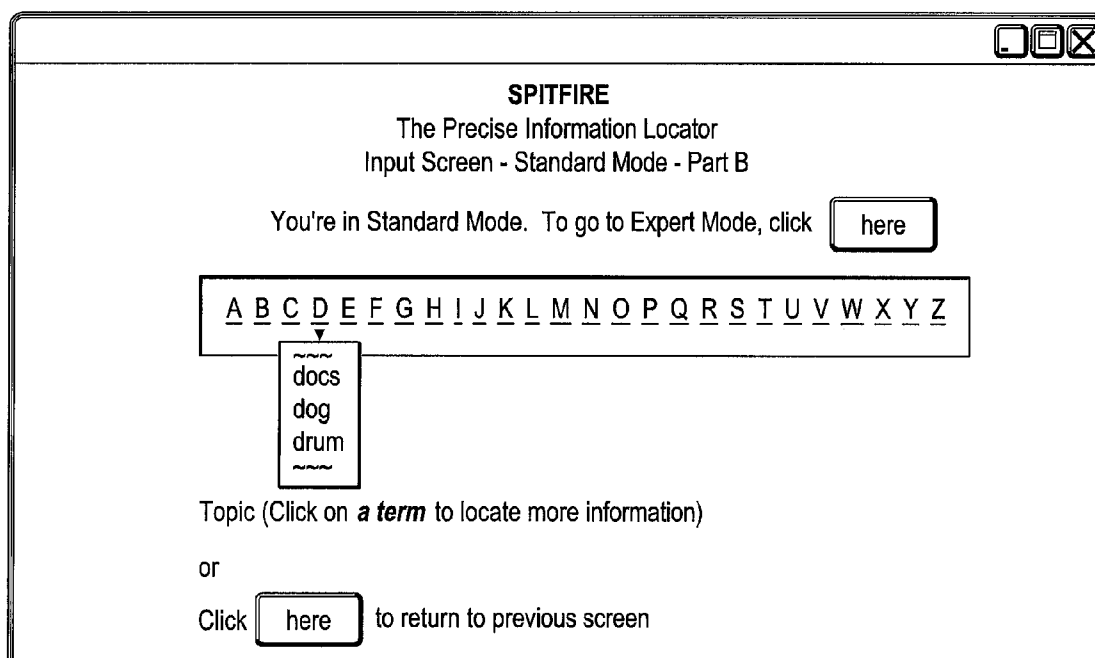 SPITFIRE
The Precise Information Locator
Input Screen - Standard Mode - Part B
You're in Standard Mode. To go to Expert Mode, click here
A B C D E F G H I J K L M N O P Q R S T U V W X Y Z
~~~
docs
dog
drum
~~~
Topic (Click on a term to locate more information)
or
Click here to return to previous screen